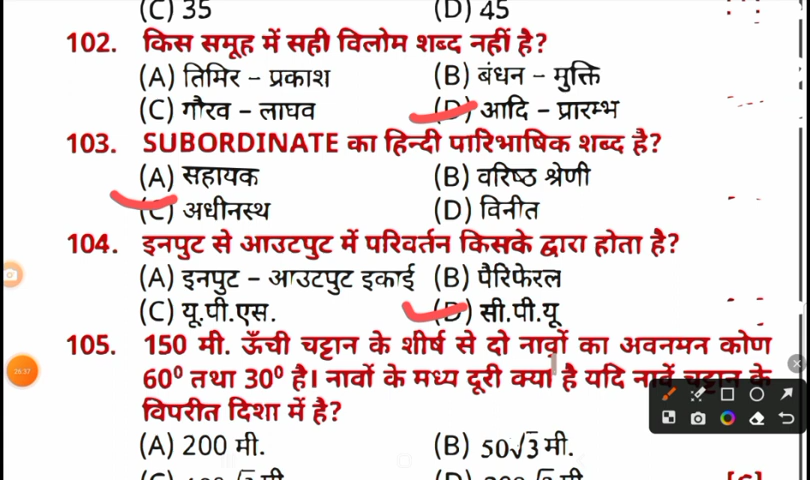 (C) 35 (D) 45
102. किस समूह में सही विलोम शब्द नहीं है?
(A) तिमिर - प्रकाश (B) बंधन - मुक्ति
(C) गौरव - लाघव (D) आदि - प्रारम्भ
103. SUBORDINATE का हिन्दी पारिभाषिक शब्द है?
(A) सहायक (B) वरिष्ठ श्रेणी
(C) अधीनस्थ (D) विनीत
104. इनपुट से आउटपुट में परिवर्तन किसके द्वारा होता है?
(A) इनपुट - आउटपुट इकाई (B) पैरिफेरल
(C) यू.पी.एस. (D) सी.पी.यू
105. 150 मी. ऊँची चट्टान के शीर्ष से दो नावों का अवनमन कोण
60⁰ तथा 30⁰ है। नावों के मध्य दूरी क्या है यदि नावें चट्टान के
विपरीत दिशा में है?
(A) 200 मी. (B) 50√3 मी.